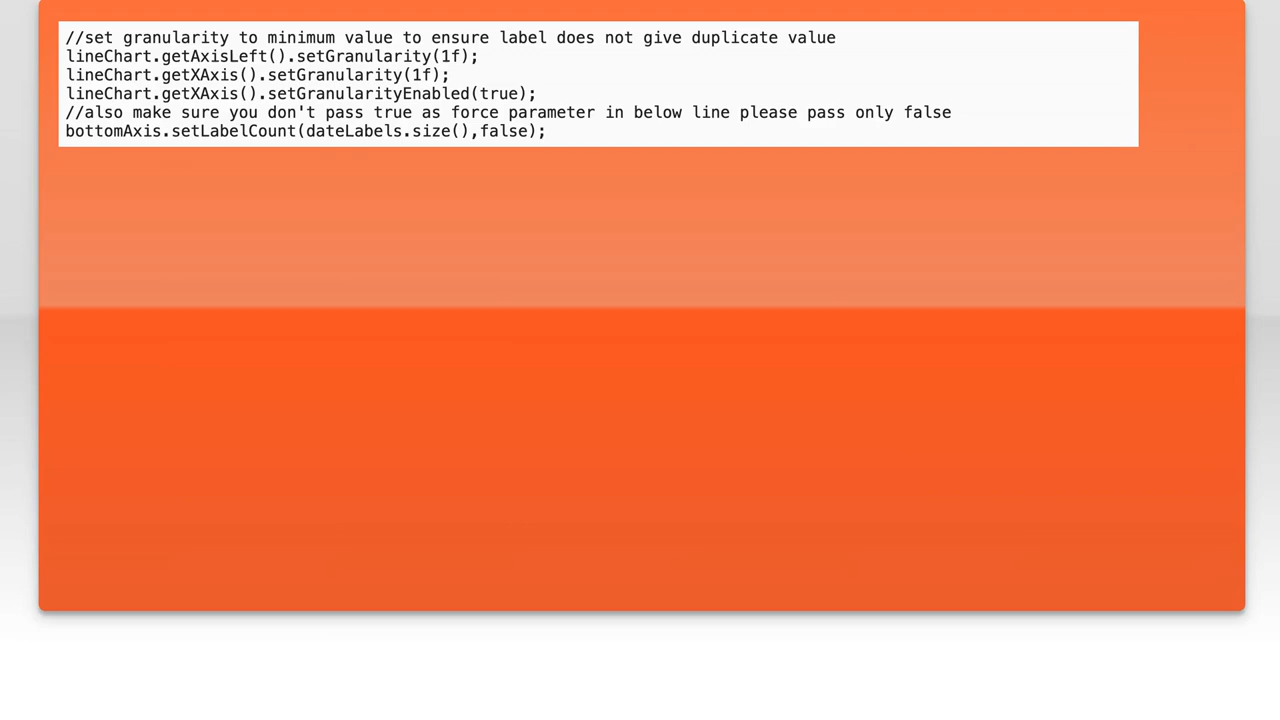 //set granularity to minimum value to ensure label does not give duplicate value
lineChart.getAxisLeft().setGranularity(1f);
lineChart.getXAxis().setGranularity(1f);
lineChart.getXAxis().setGranularityEnabled(true);
//also make sure you don't pass true as force parameter in below line please pass only false
bottomAxis.setLabelCount(dateLabels.size(),false);